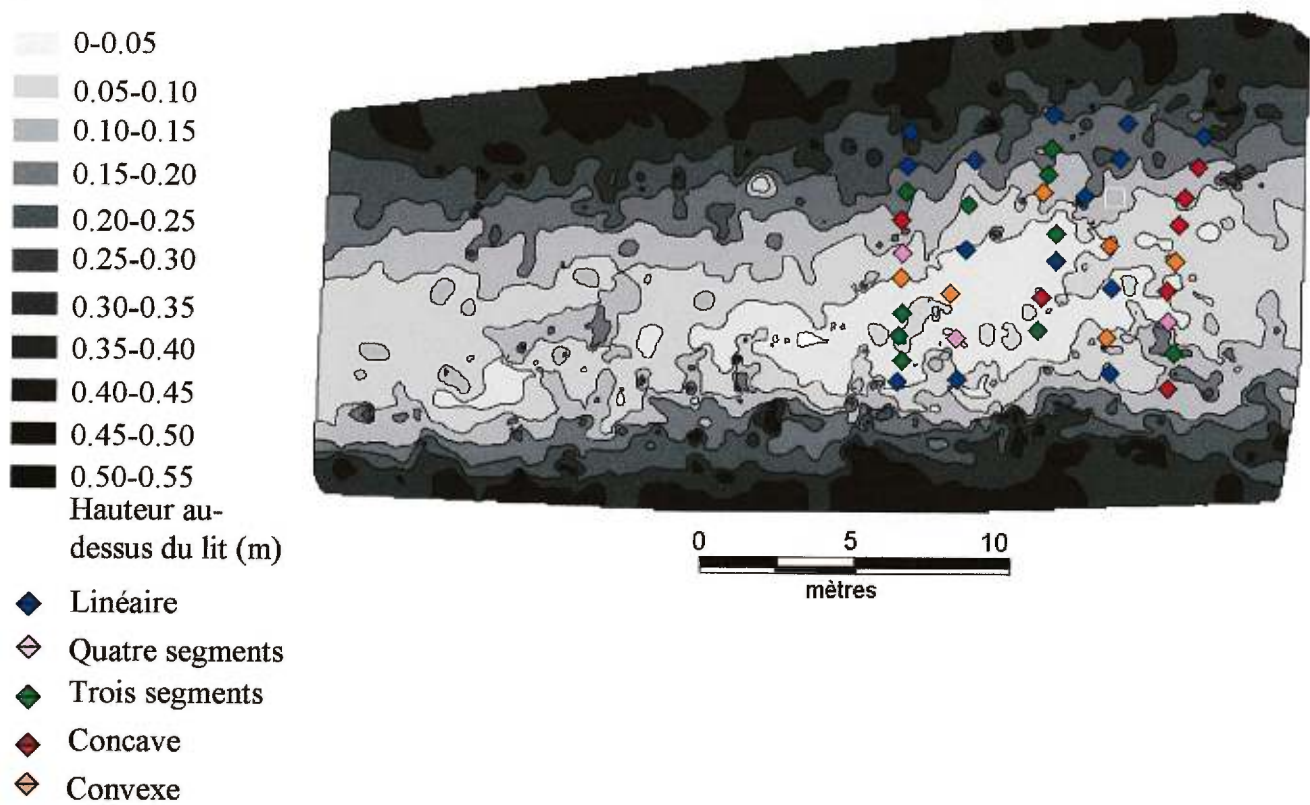 0-0.05
0.05-0.10
0.10-0.15
0.15-0.20
0.20-0.25
0.25-0.30
0.30-0.35
0.35-0.40
0.40-0.45
0.45-0.50
0.50-0.55
Hauteur au-
dessus du lit (m)
Linéaire
Quatre segments
Trois segments
Concave
Convexe
0 5 10
mètres